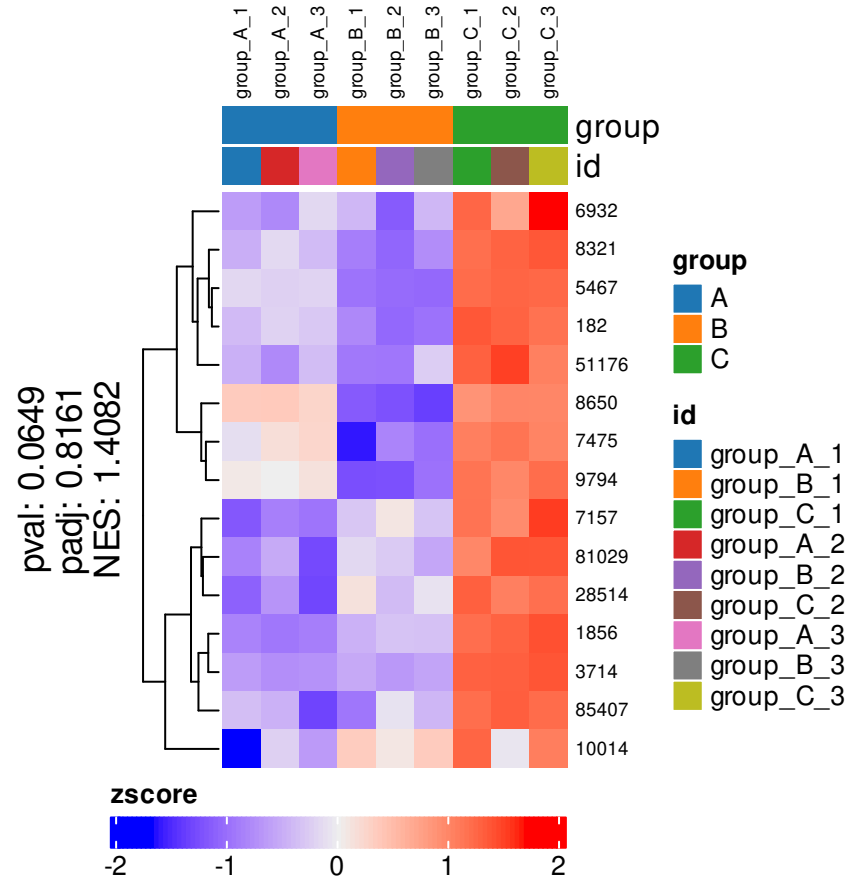 group_A_1
group_A_2
group_A_3
group_B_1
group_B_2
group_B_3
group_C_1
group_C_2
group_C_3
group
id
6932
8321
5467
182
51176
8650
7475
9794
7157
81029
28514
1856
3714
85407
10014
pval: 0.0649
padj: 0.8161
NES: 1.4082
group
A
B
C
id
group_A_1
group_B_1
group_C_1
group_A_2
group_B_2
group_C_2
group_A_3
group_B_3
group_C_3
zscore
-2 -1 0 1 2